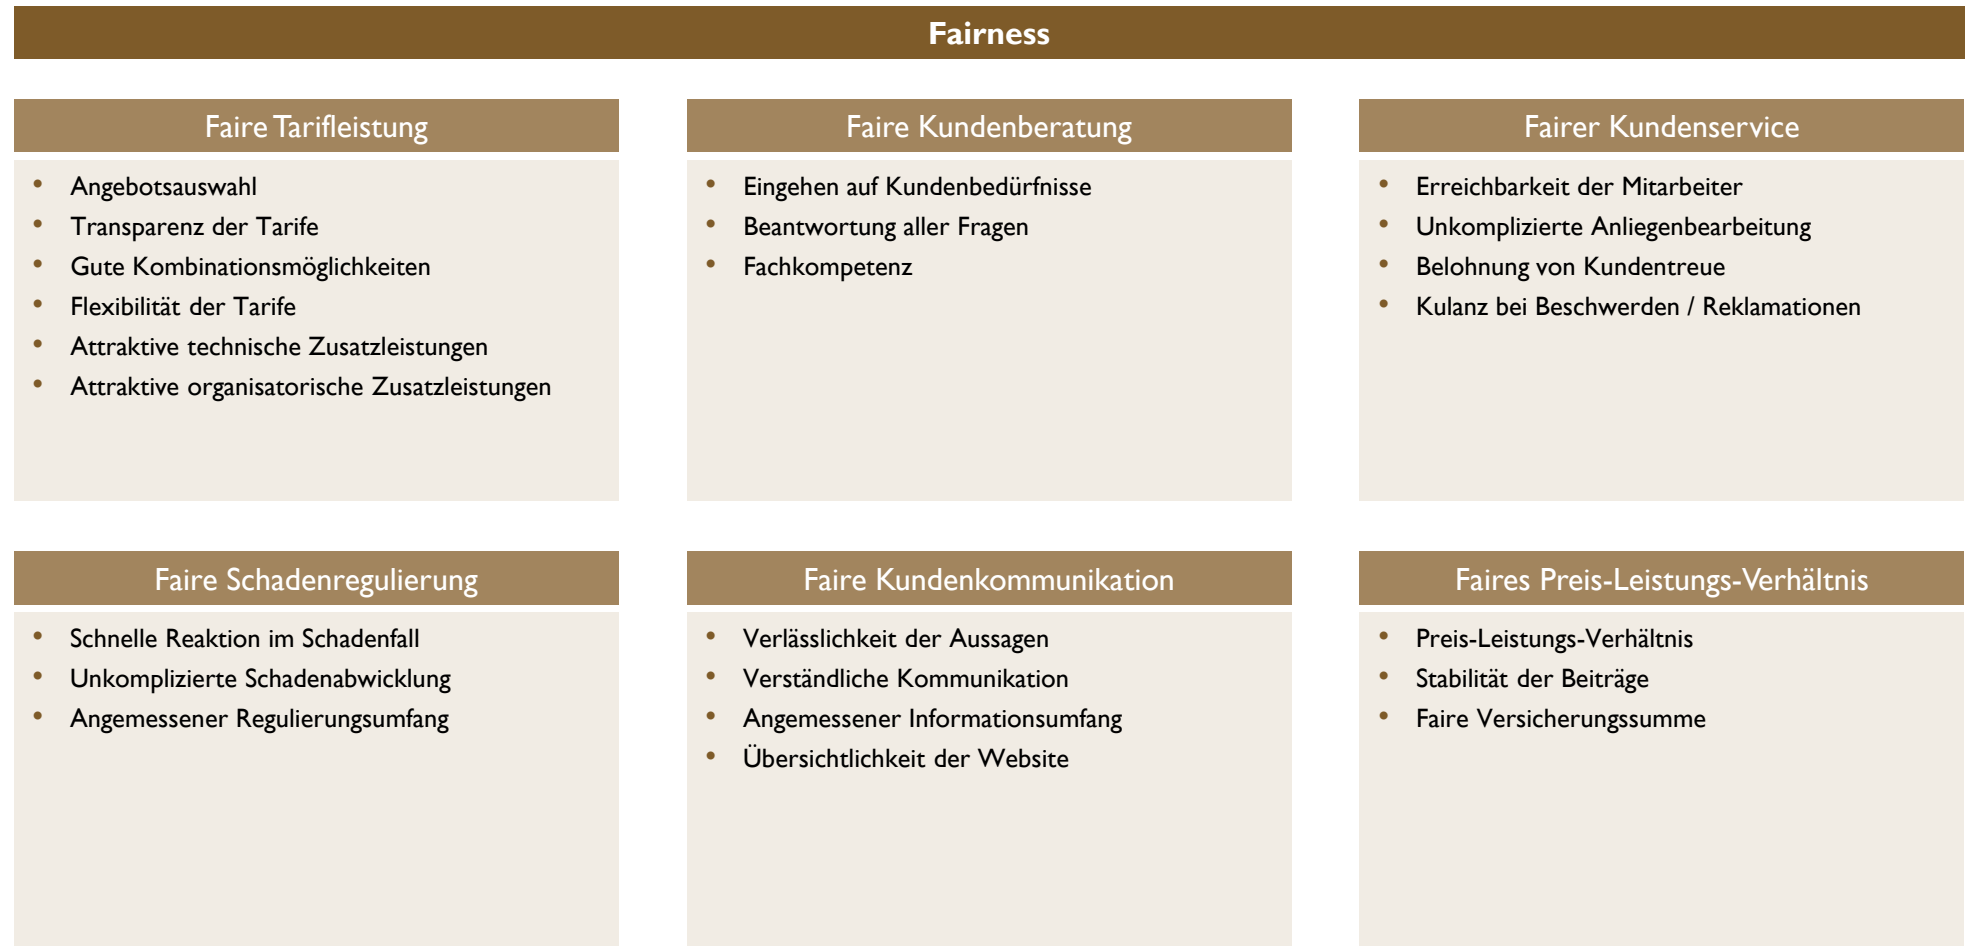 Fairness
Faire Tarifleistung
• Angebotsauswahl
• Transparenz der Tarife
• Gute Kombinationsmöglichkeiten
• Flexibilität der Tarife
• Attraktive technische Zusatzleistungen
• Attraktive organisatorische Zusatzleistungen
Faire Kundenberatung
• Eingehen auf Kundenbedürfnisse
• Beantwortung aller Fragen
• Fachkompetenz
Fairer Kundenservice
• Erreichbarkeit der Mitarbeiter
• Unkomplizierte Anliegenbearbeitung
• Belohnung von Kundentreue
• Kulanz bei Beschwerden / Reklamationen
Faire Schadenregulierung
• Schnelle Reaktion im Schadenfall
• Unkomplizierte Schadenabwicklung
• Angemessener Regulierungsumfang
Faire Kundenkommunikation
• Verlässlichkeit der Aussagen
• Verständliche Kommunikation
• Angemessener Informationsumfang
• Übersichtlichkeit der Website
Faires Preis-Leistungs-Verhältnis
• Preis-Leistungs-Verhältnis
• Stabilität der Beiträge
• Faire Versicherungssumme